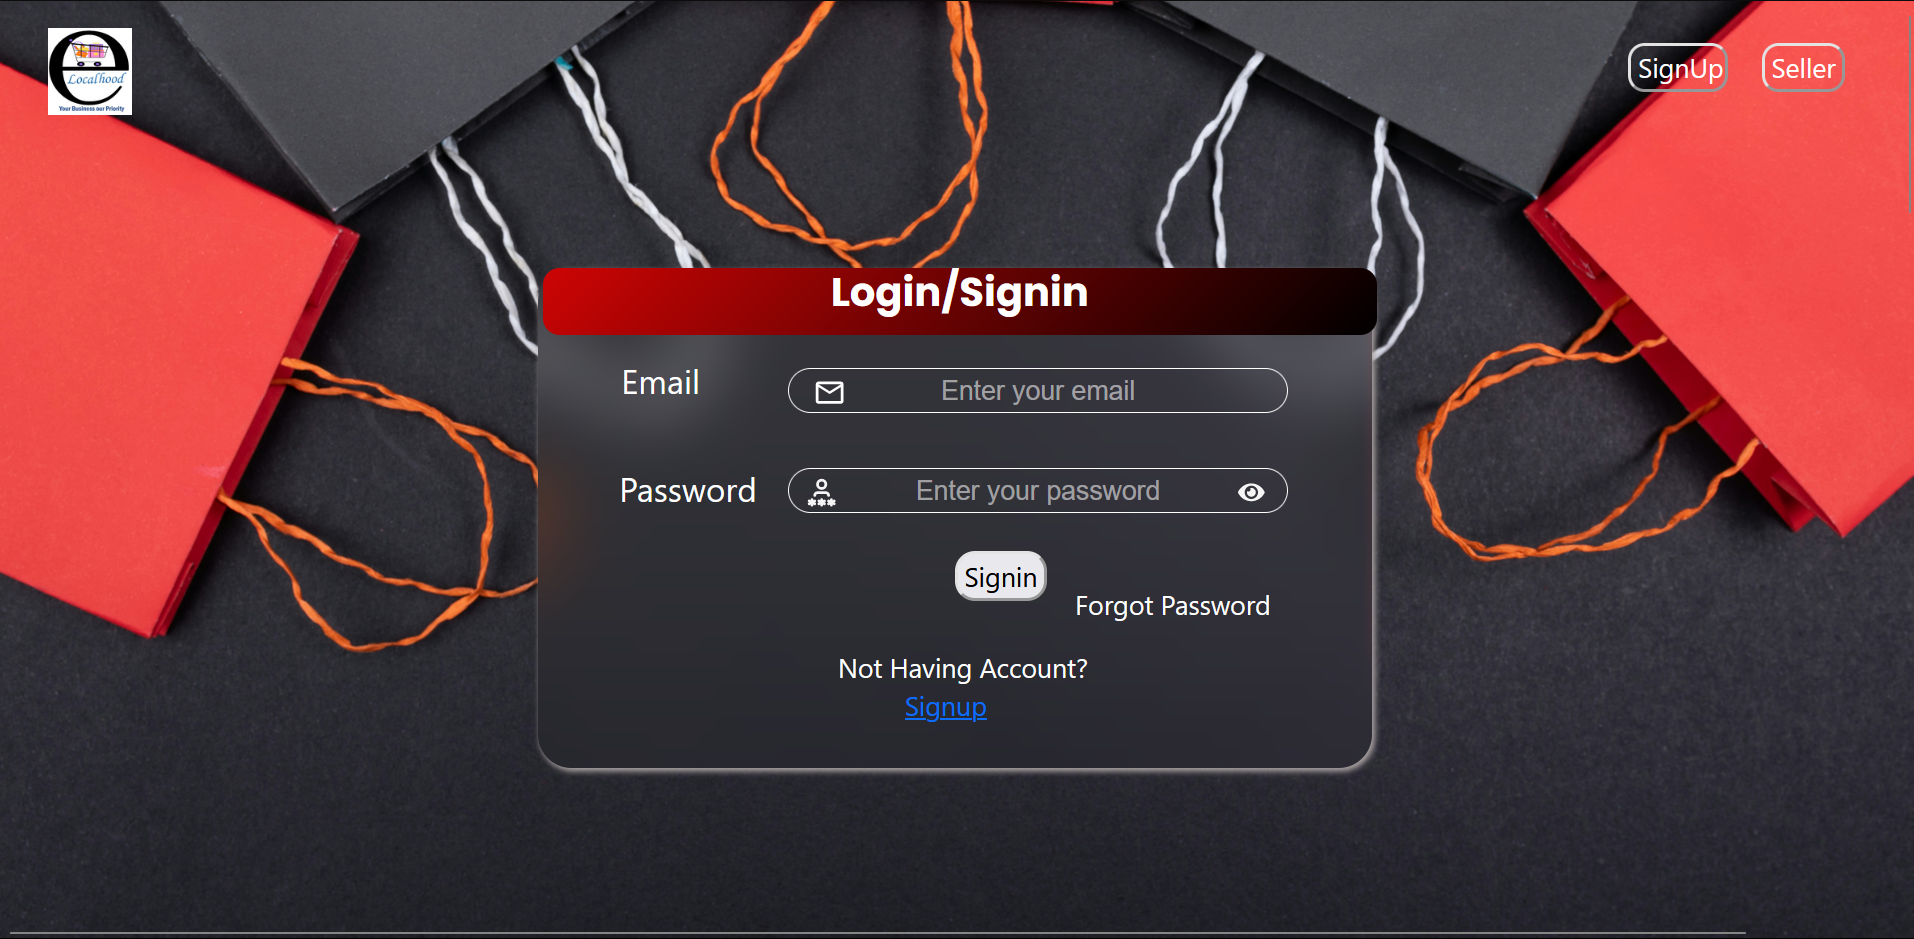 Localhood
Your Business our Priority
SignUp
Seller
Login/Signin
Email
Enter your email
Password
Enter your password
Signin
Forgot Password
Not Having Account?
Signup